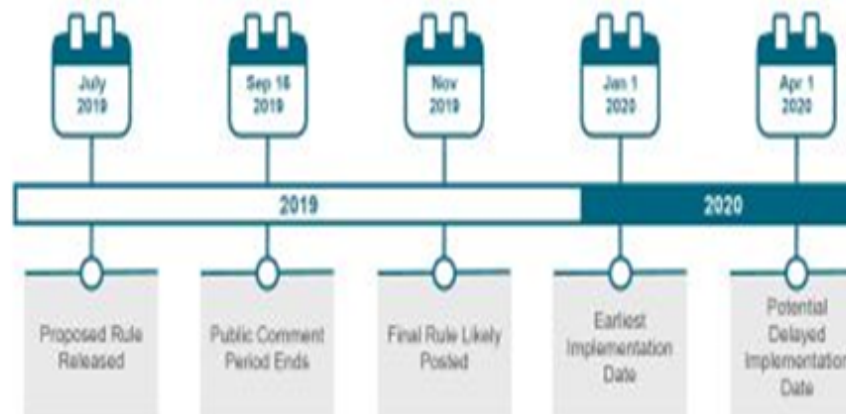 July
2019
Sep 16
2019
Nov
2019
Jan 1
2020
Apr 1
2020
2019
2020
Proposed Rule
Released
Public Comment
Period Ends
Final Rule Likely
Posted
Earliest
Implementation
Date
Potential
Delayed
Implementation
Date